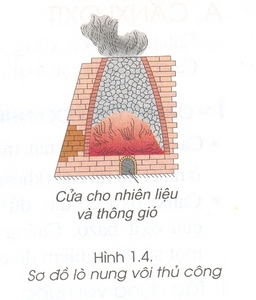 Cửa cho nhiên liệu
và thông gió
Hình 1.4.
Sơ đồ lò nung vôi thủ công